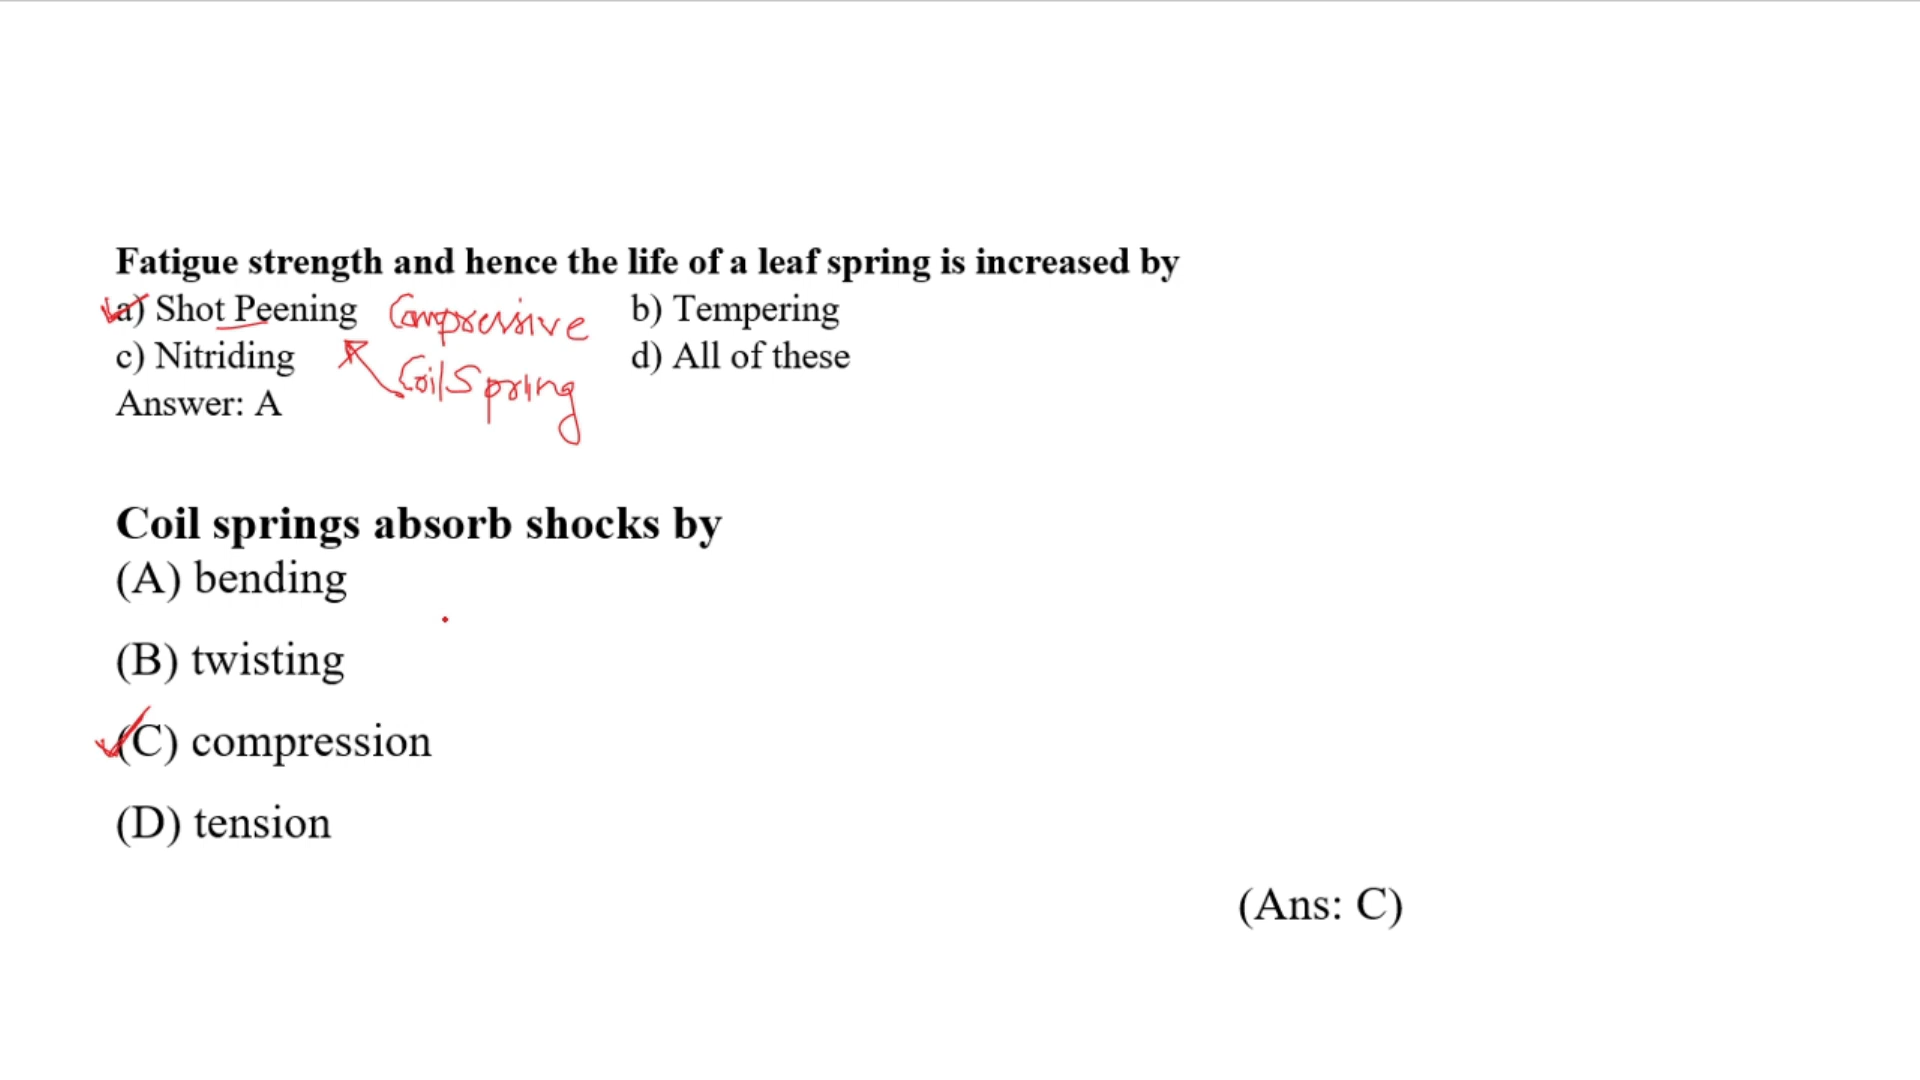 Fatigue strength and hence the life of a leaf spring is increased by
a) Shot Peening Compressive b) Tempering
c) Nitriding Coil Spring d) All of these
Answer: A
Coil springs absorb shocks by
(A) bending
(B) twisting
(C) compression
(D) tension
(Ans: C)